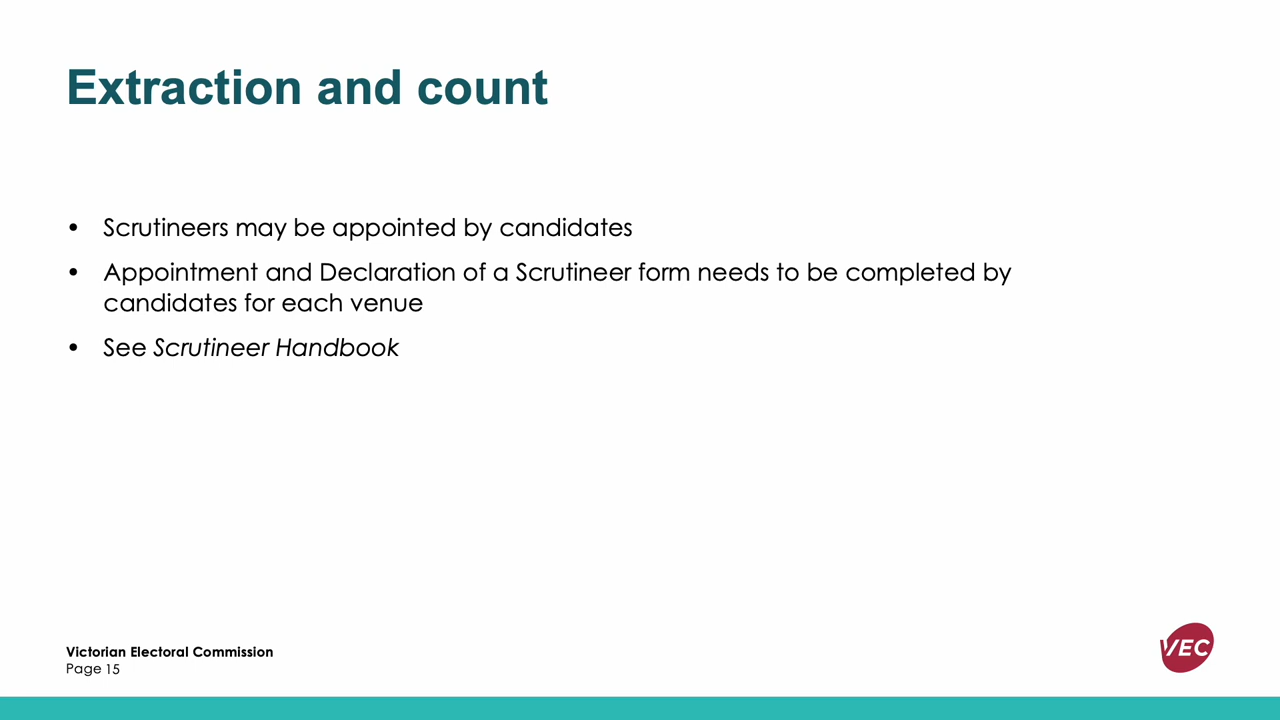 Extraction and count
• Scrutineers may be appointed by candidates
• Appointment and Declaration of a Scrutineer form needs to be completed by
candidates for each venue
• See Scrutineer Handbook
Victorian Electoral Commission
Page 15
VEC